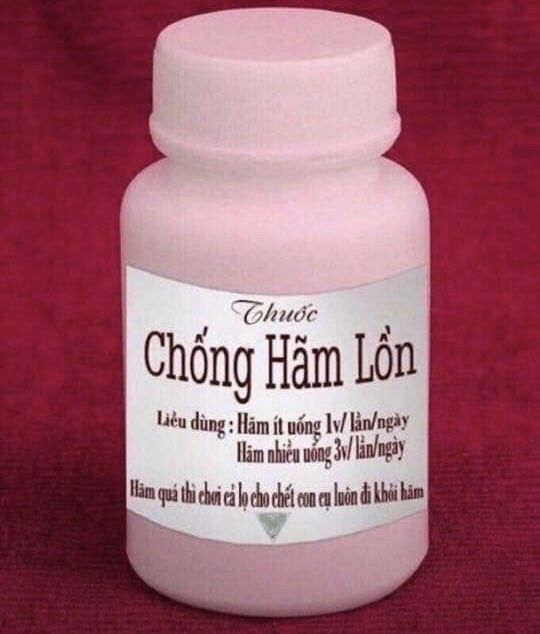 Thuốc
Chống Hãm Lồn
Liều dùng : Hãm ít uống 1v/ lần/ngày
Hãm nhiều uống 3v/ lần/ngày
Hãm quá thì chơi cả lọ cho chết con cụ luôn đi khỏi hãm